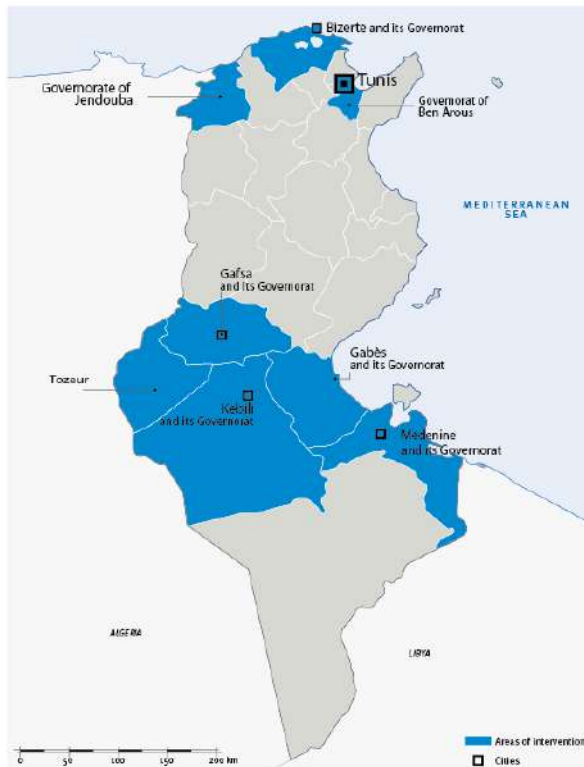 Bizerte and its Governorat
Governorate of
Jendouba
Tunis
Governorat of
Ben Arous
MEDITERRANEAN
SEA
Gafsa
and its Governorat
Gabès
and its Governorat
Tozeur
Kebili
and its Governorat
Medenine
and its Governorat
ALGERIA
LIBYA
0 50 100 150 200 km
Areas of intervention
Cities